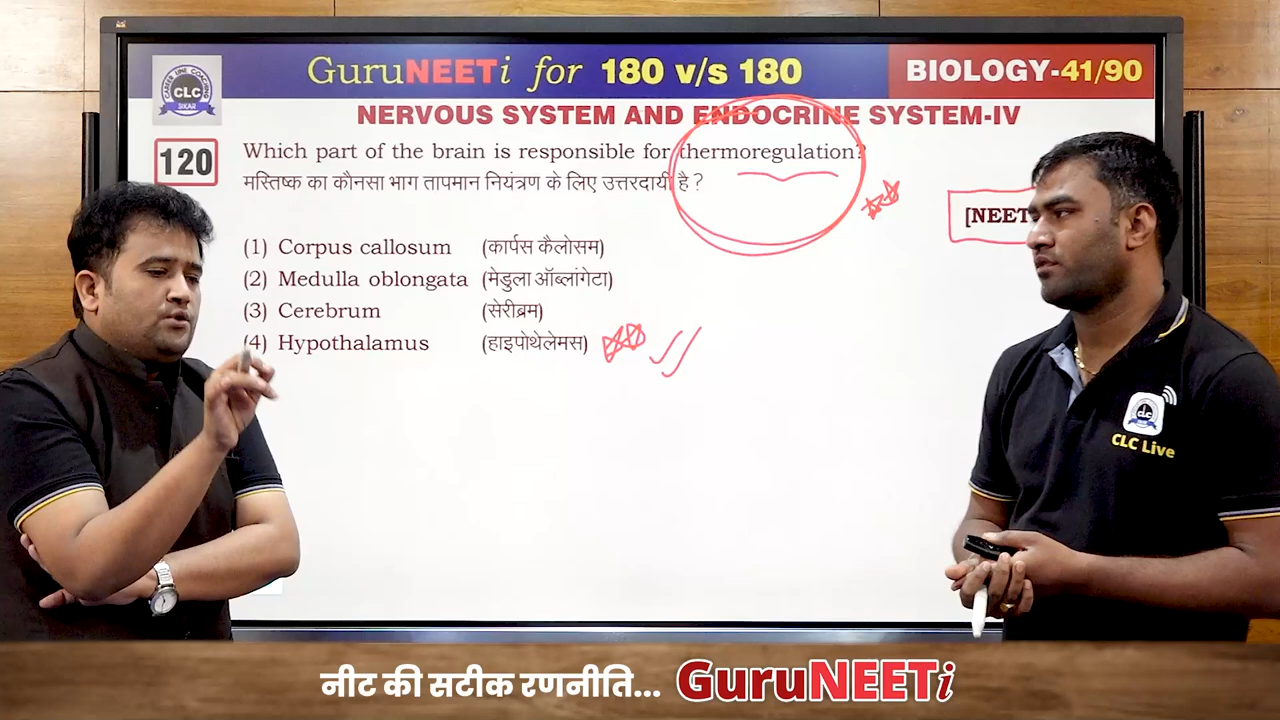 GuruNEETi for 180 v/s 180
BIOLOGY-41/90
CLC
SIKAR
NERVOUS SYSTEM AND ENDOCRINE SYSTEM-IV
120
Which part of the brain is responsible for thermoregulation?
मस्तिष्क का कौनसा भाग तापमान नियंत्रण के लिए उत्तरदायी है ?
[NEET
(1) Corpus callosum (कार्पस कैलोसम)
(2) Medulla oblongata (मेडुला ऑब्लांगेटा)
(3) Cerebrum (सेरीब्रम)
(4) Hypothalamus (हाइपोथेलेमस)
CLC
CLC Live
नीट की सटीक रणनीति... GuruNEETi